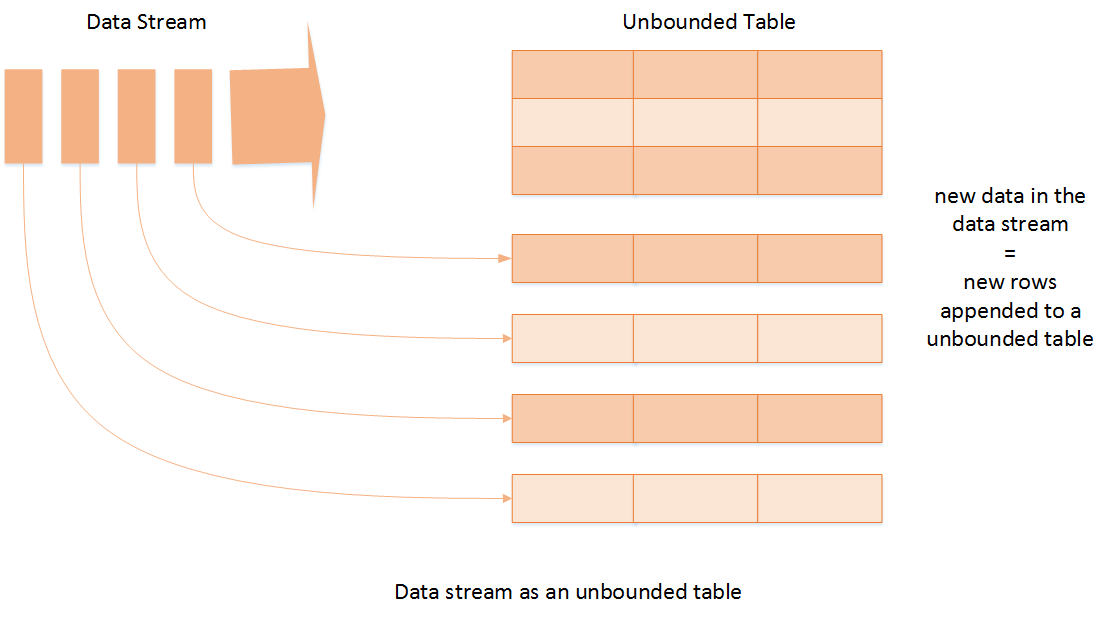 Data Stream
Unbounded Table
new data in the
data stream
=
new rows
appended to a
unbounded table
Data stream as an unbounded table